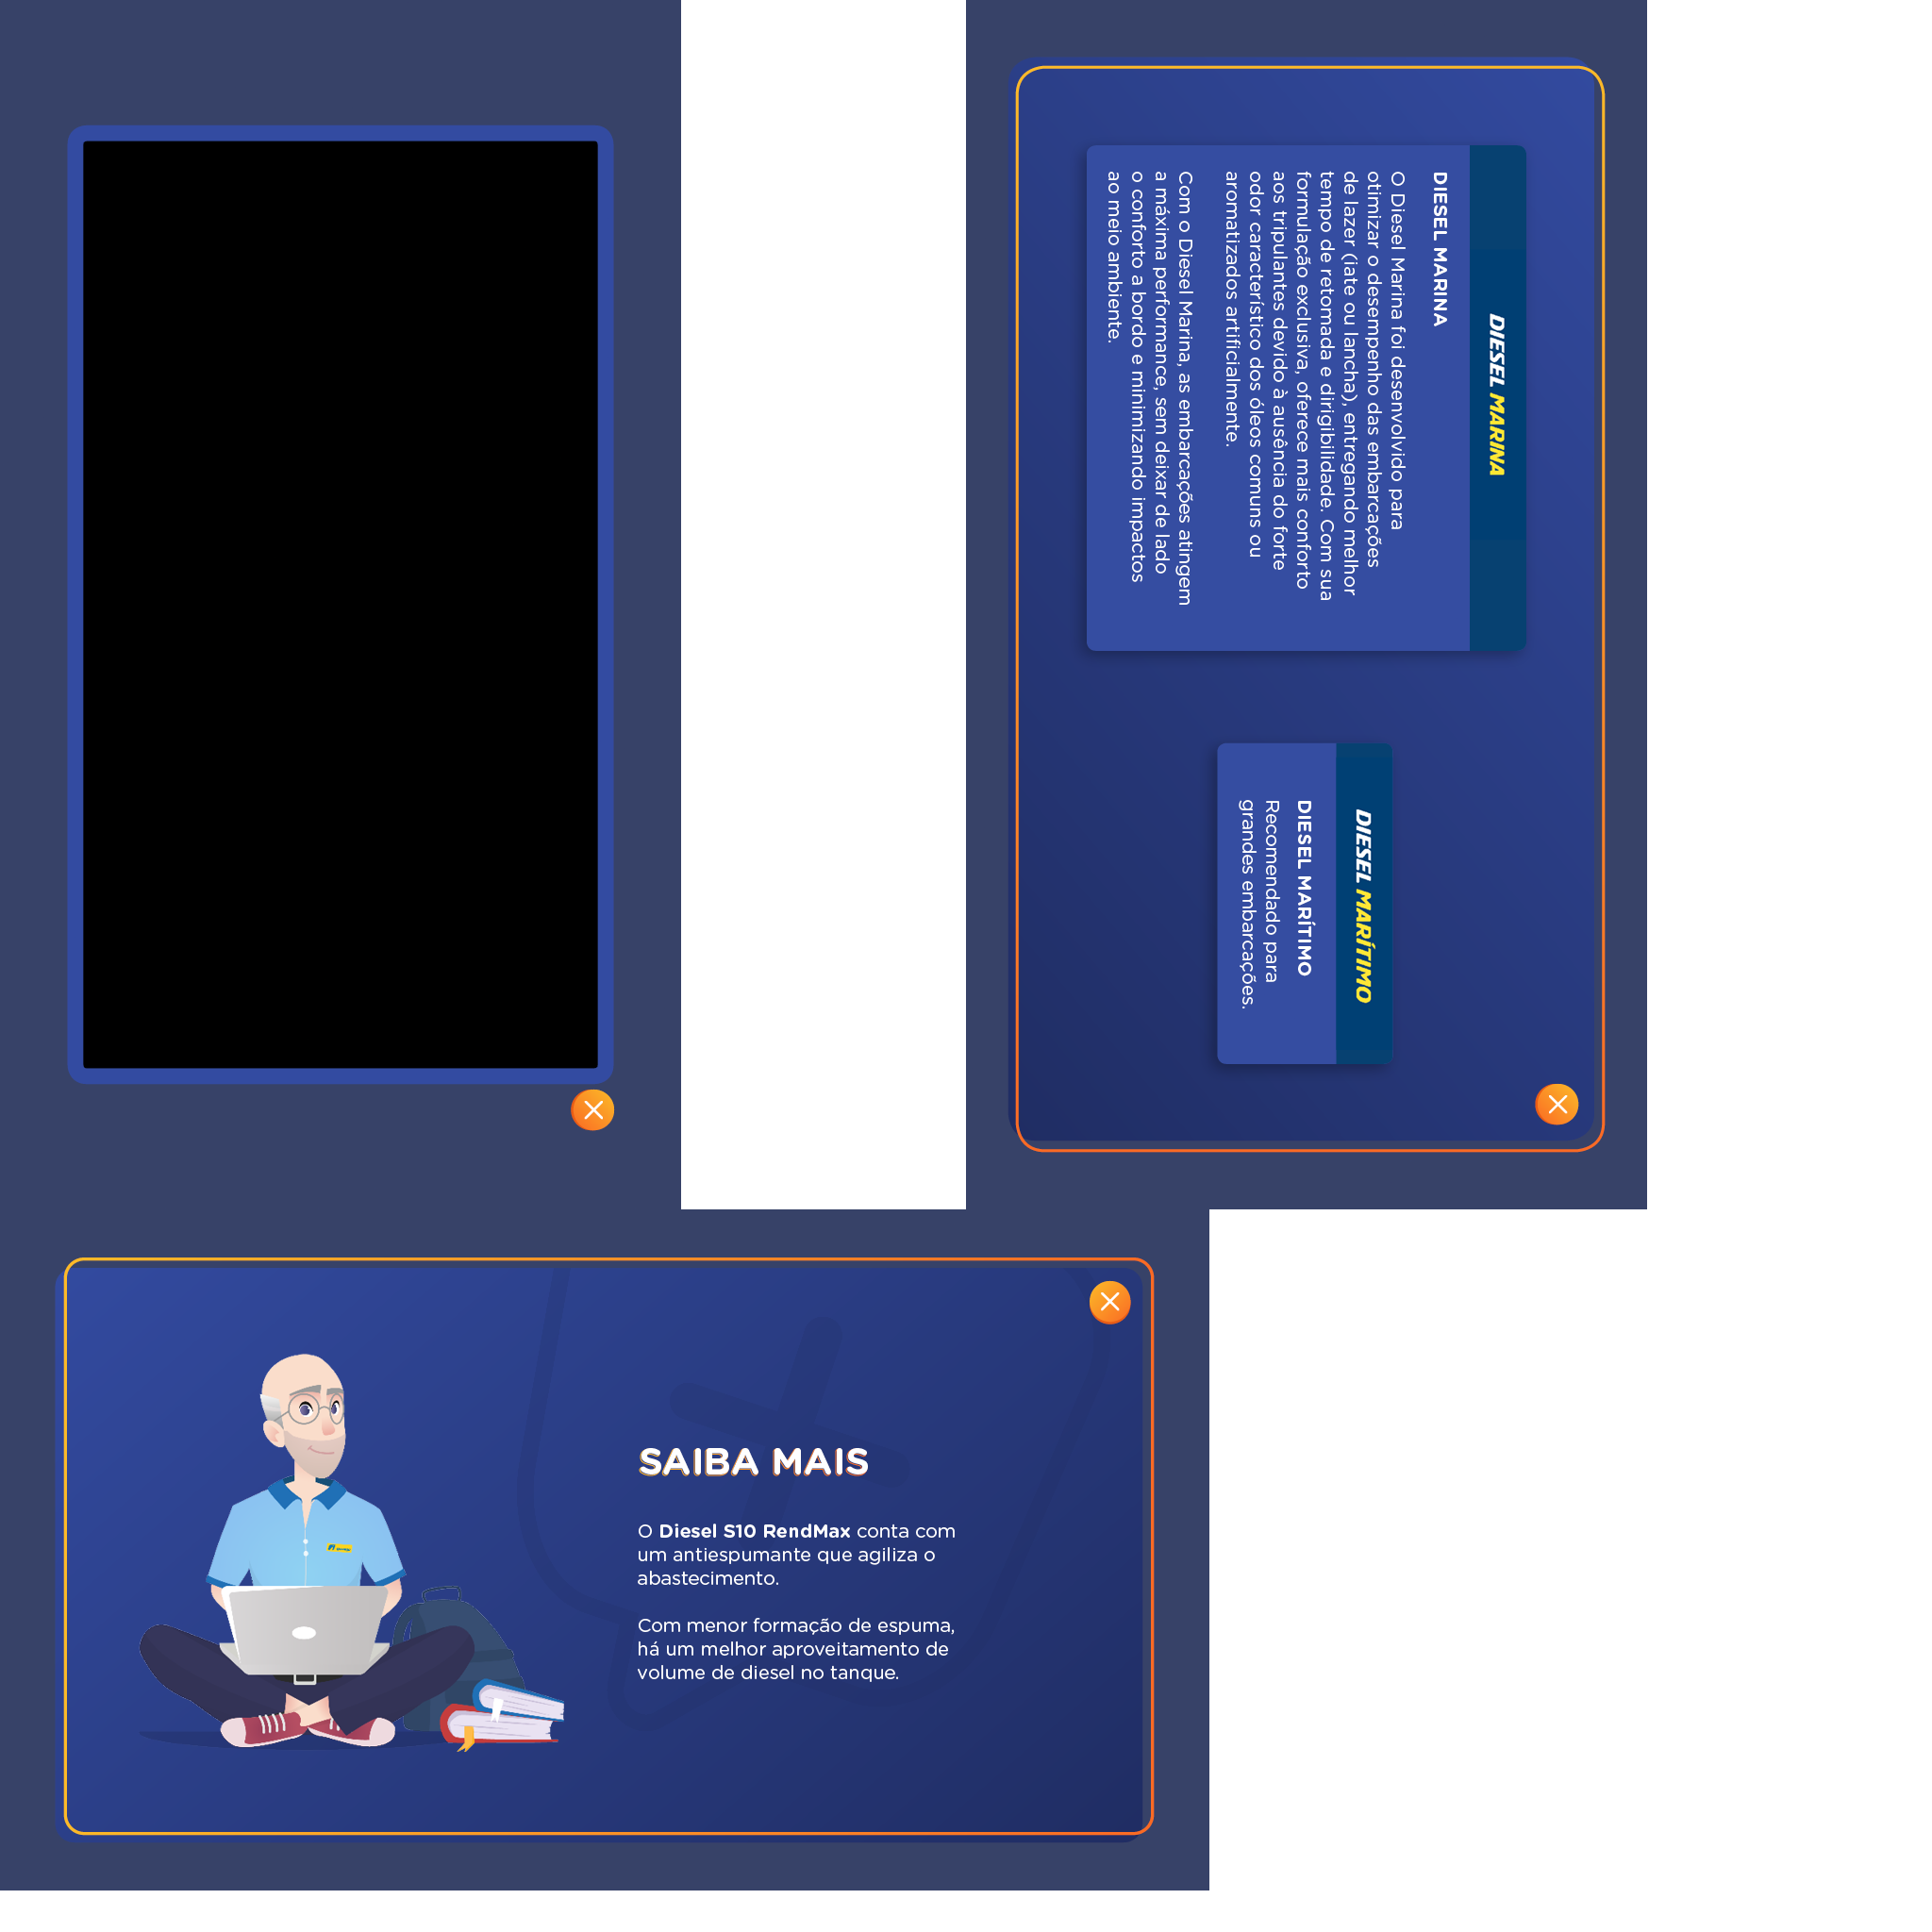 DIESEL MARINA
DIESEL MARINA
O Diesel Marina foi desenvolvido para
otimizar o desempenho das embarcações
de lazer (iate ou lancha), entregando melhor
tempo de retomada e dirigibilidade. Com sua
formulação exclusiva, oferece mais conforto
aos tripulantes devido à ausência do forte
odor característico dos óleos comuns ou
aromatizados artificialmente.
Com o Diesel Marina, as embarcações atingem
a máxima performance, sem deixar de lado
o conforto a bordo e minimizando impactos
ao meio ambiente.
DIESEL MARÍTIMO
DIESEL MARÍTIMO
Recomendado para
grandes embarcações.
SAIBA MAIS
O Diesel S10 RendMax conta com
um antiespumante que agiliza o
abastecimento.
Com menor formação de espuma,
há um melhor aproveitamento de
volume de diesel no tanque.